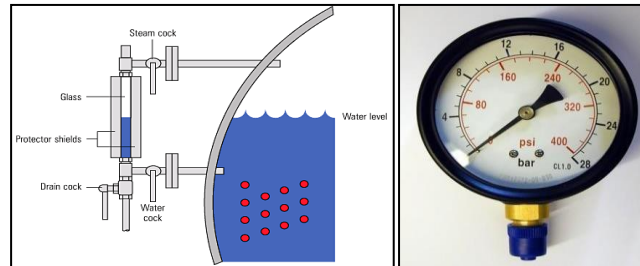 Steam cock
Glass
Water level
Protector shields
Drain cock
Water
cock
12
16
8
160
240
20
4
80
320
24
psi
400
bar
CL1.0
28